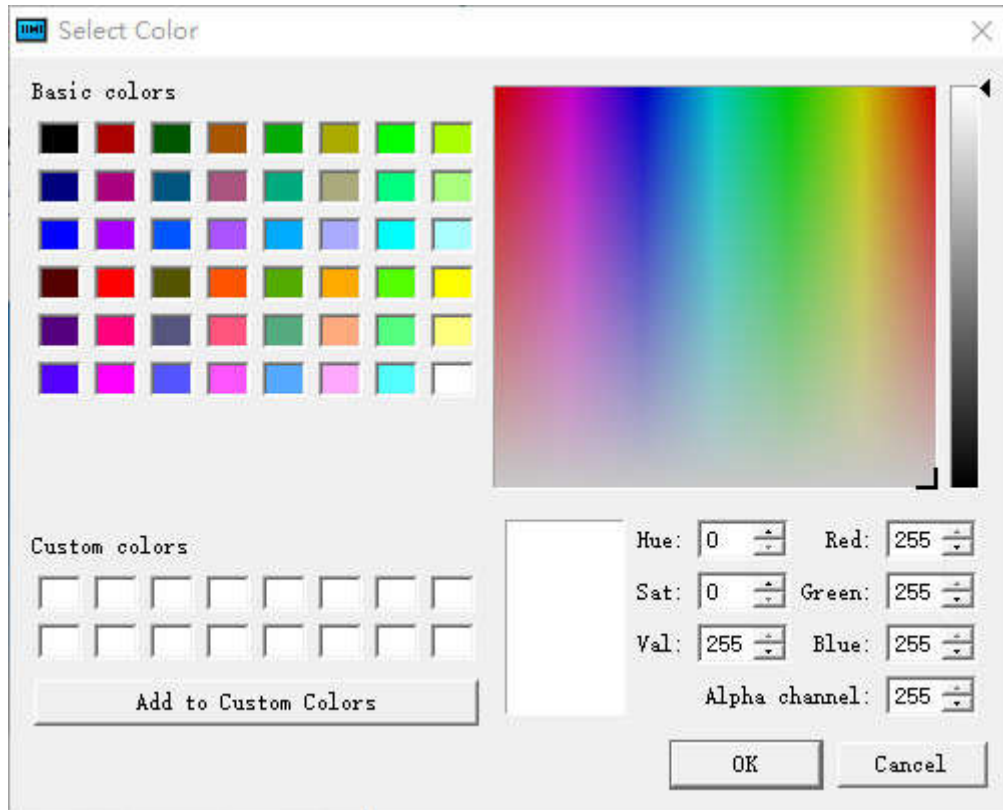 Select Color
Basic colors
Custom colors
Add to Custom Colors
Hue: 0 Red: 255
Sat: 0 Green: 255
Val: 255 Blue: 255
Alpha channel: 255
OK Cancel